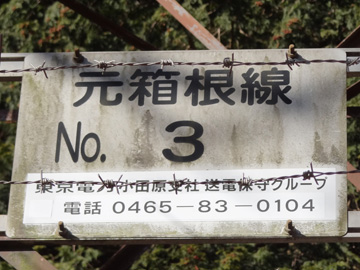 元箱根線
No. 3
東京電力小田原支社 送電保守グループ
電話 0465－83－0104